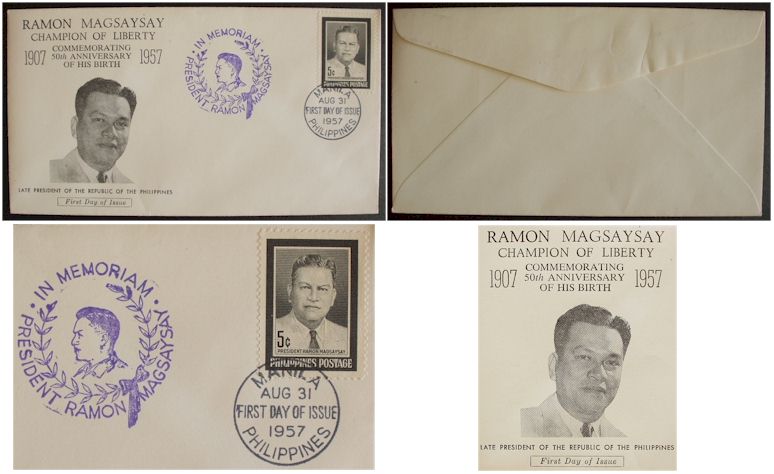 RAMON MAGSAYSAY
CHAMPION OF LIBERTY
COMMEMORATING
1907 50th ANNIVERSARY 1957
OF HIS BIRTH
LATE PRESIDENT OF THE REPUBLIC OF THE PHILIPPINES
First Day of Issue
· IN MEMORIAM ·
PRESIDENT RAMON MAGSAYSAY
5c
PHILIPPINES POSTAGE
MANILA
AUG 31
FIRST DAY OF ISSUE
1957
PHILIPPINES
· IN MEMORIAM ·
PRESIDENT RAMON MAGSAYSAY
5¢
PRESIDENT RAMON MAGSAYSAY
PHILIPPINES POSTAGE
MANILA
AUG 31
FIRST DAY OF ISSUE
1957
PHILIPPINES
RAMON MAGSAYSAY
CHAMPION OF LIBERTY
COMMEMORATING
1907 50th ANNIVERSARY 1957
OF HIS BIRTH
LATE PRESIDENT OF THE REPUBLIC OF THE PHILIPPINES
First Day of Issue